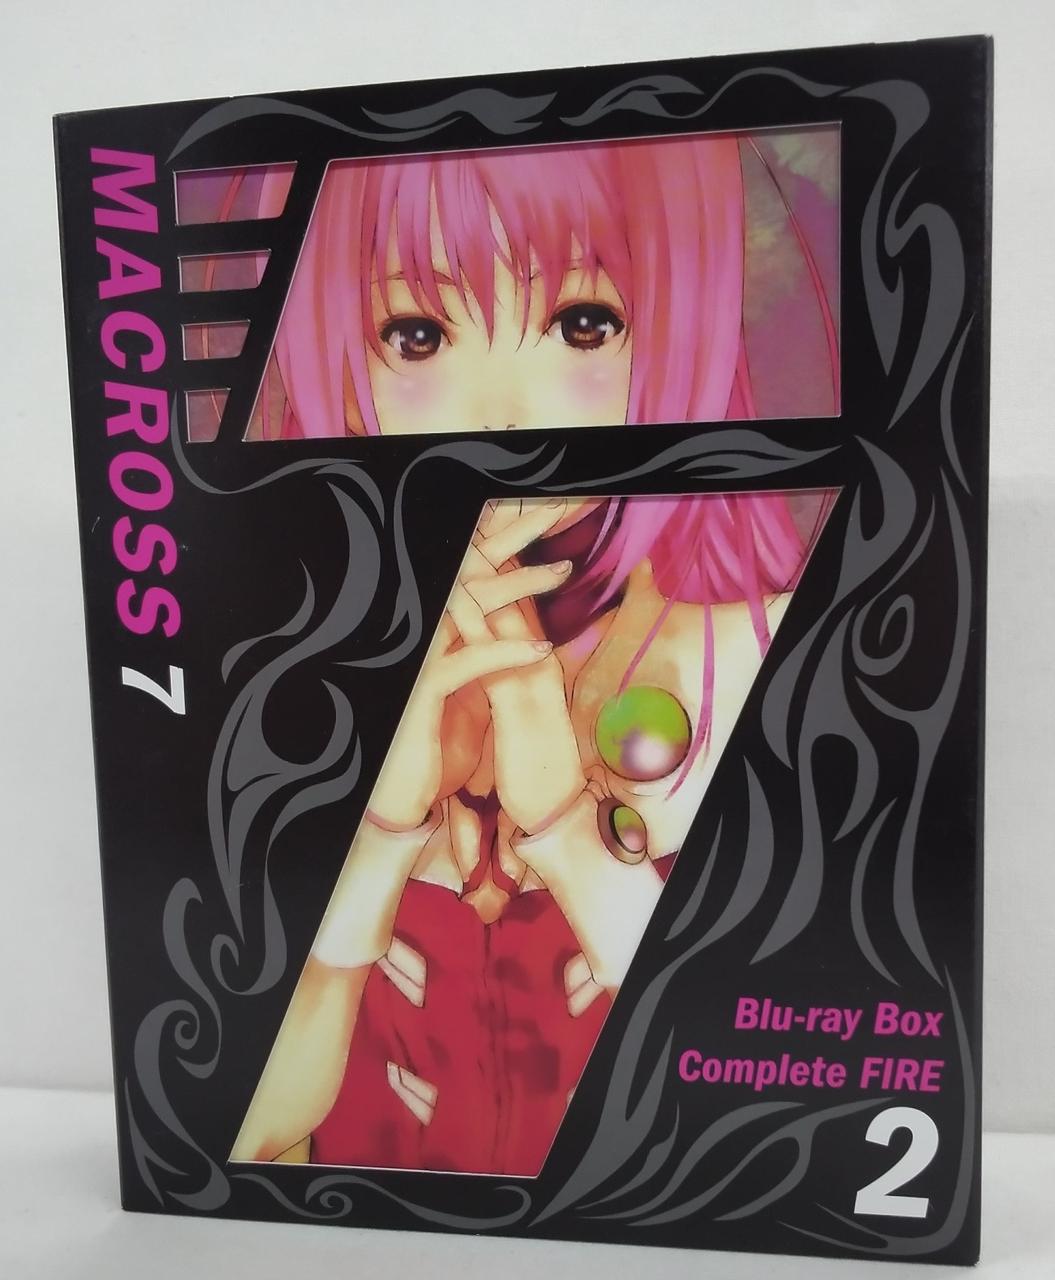 MACROSS 7
Blu-ray Box
Complete FIRE
2